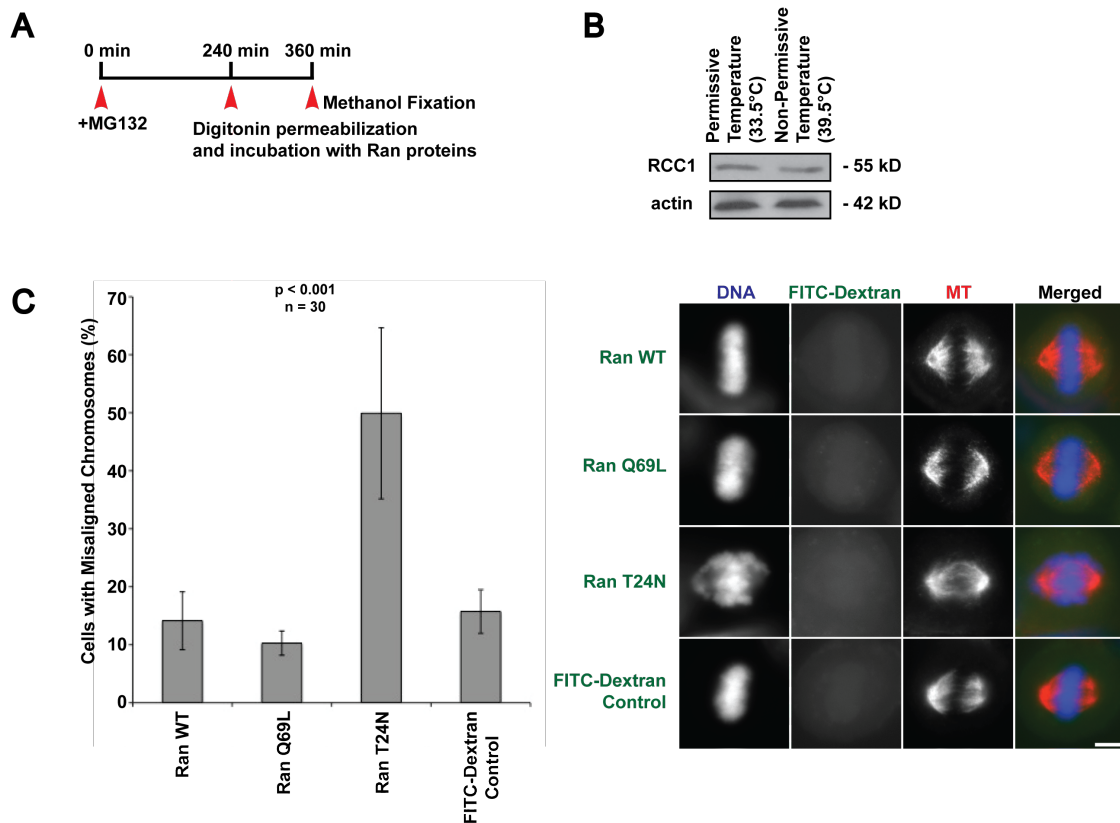 A
0 min 240 min 360 min
+MG132
Digitonin permeabilization
and incubation with Ran proteins
Methanol Fixation
B
Permissive
Temperature
(33.5°C)
Non-Permissive
Temperature
(39.5°C)
RCC1 - 55 kD
actin - 42 kD
C
p < 0.001
n = 30
Cells with Misaligned Chromosomes (%)
70
60
50
40
30
20
10
0
Ran WT
Ran Q69L
Ran T24N
FITC-Dextran
Control
DNA FITC-Dextran MT Merged
Ran WT
Ran Q69L
Ran T24N
FITC-Dextran
Control